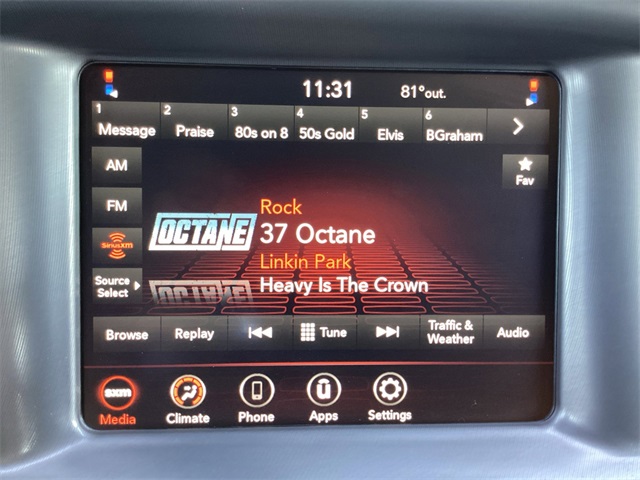 11:31 81°out.
1 2 3 4 5 6
Message Praise 80s on 8 50s Gold Elvis BGraham
AM
Fav
FM
Rock
OCTANE 37 Octane
SiriusXM
Linkin Park
Source
Select
Heavy Is The Crown
OCTANE
Browse Replay Tune Traffic &
Weather Audio
sxm
Media Climate Phone Apps Settings